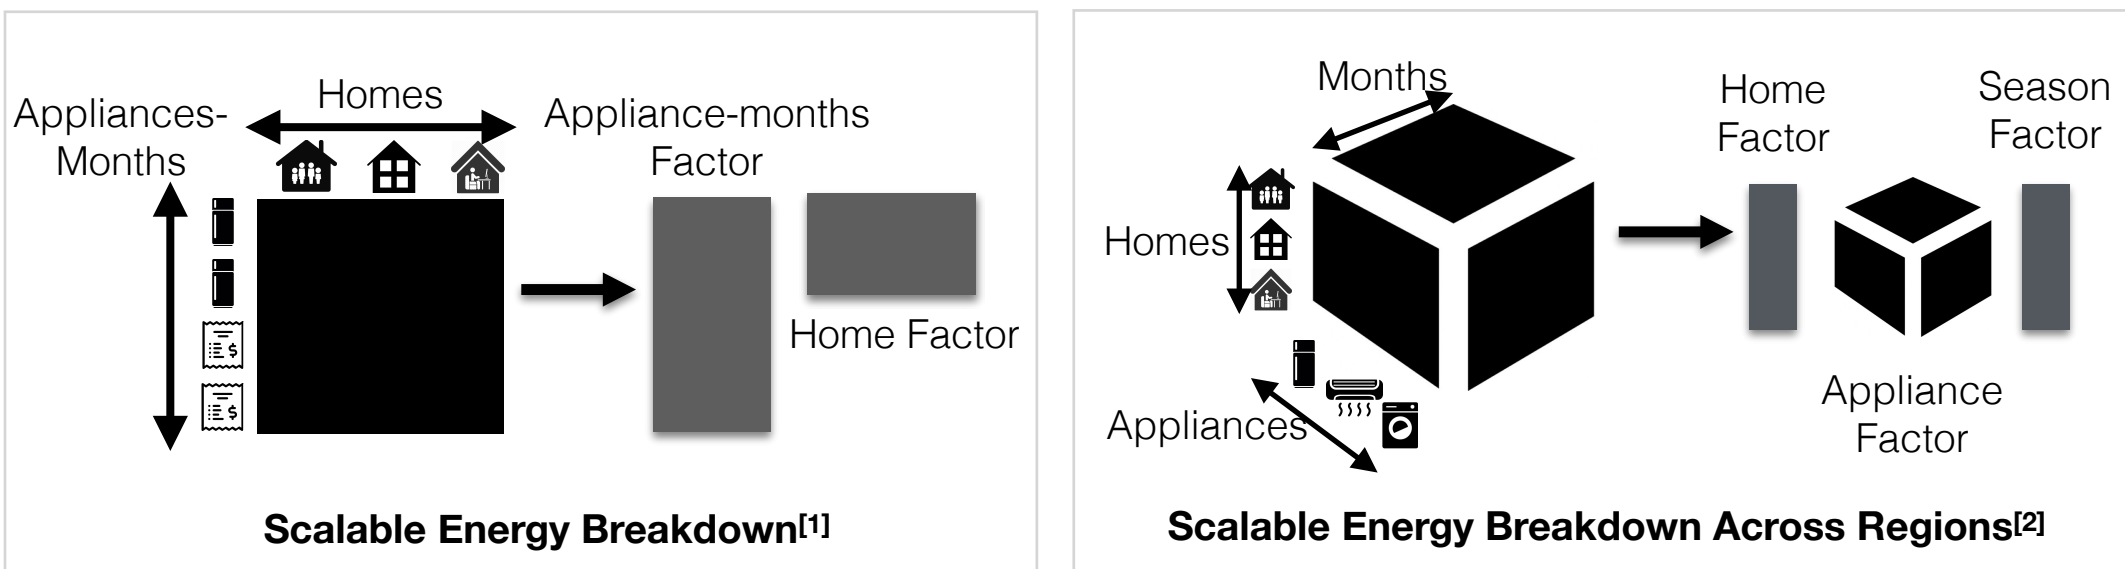 Homes
Appliances-
Months
Appliance-months
Factor
Home Factor
Scalable Energy Breakdown[1]
Months
Homes
Appliances
Home
Factor
Season
Factor
Appliance
Factor
Scalable Energy Breakdown Across Regions[2]